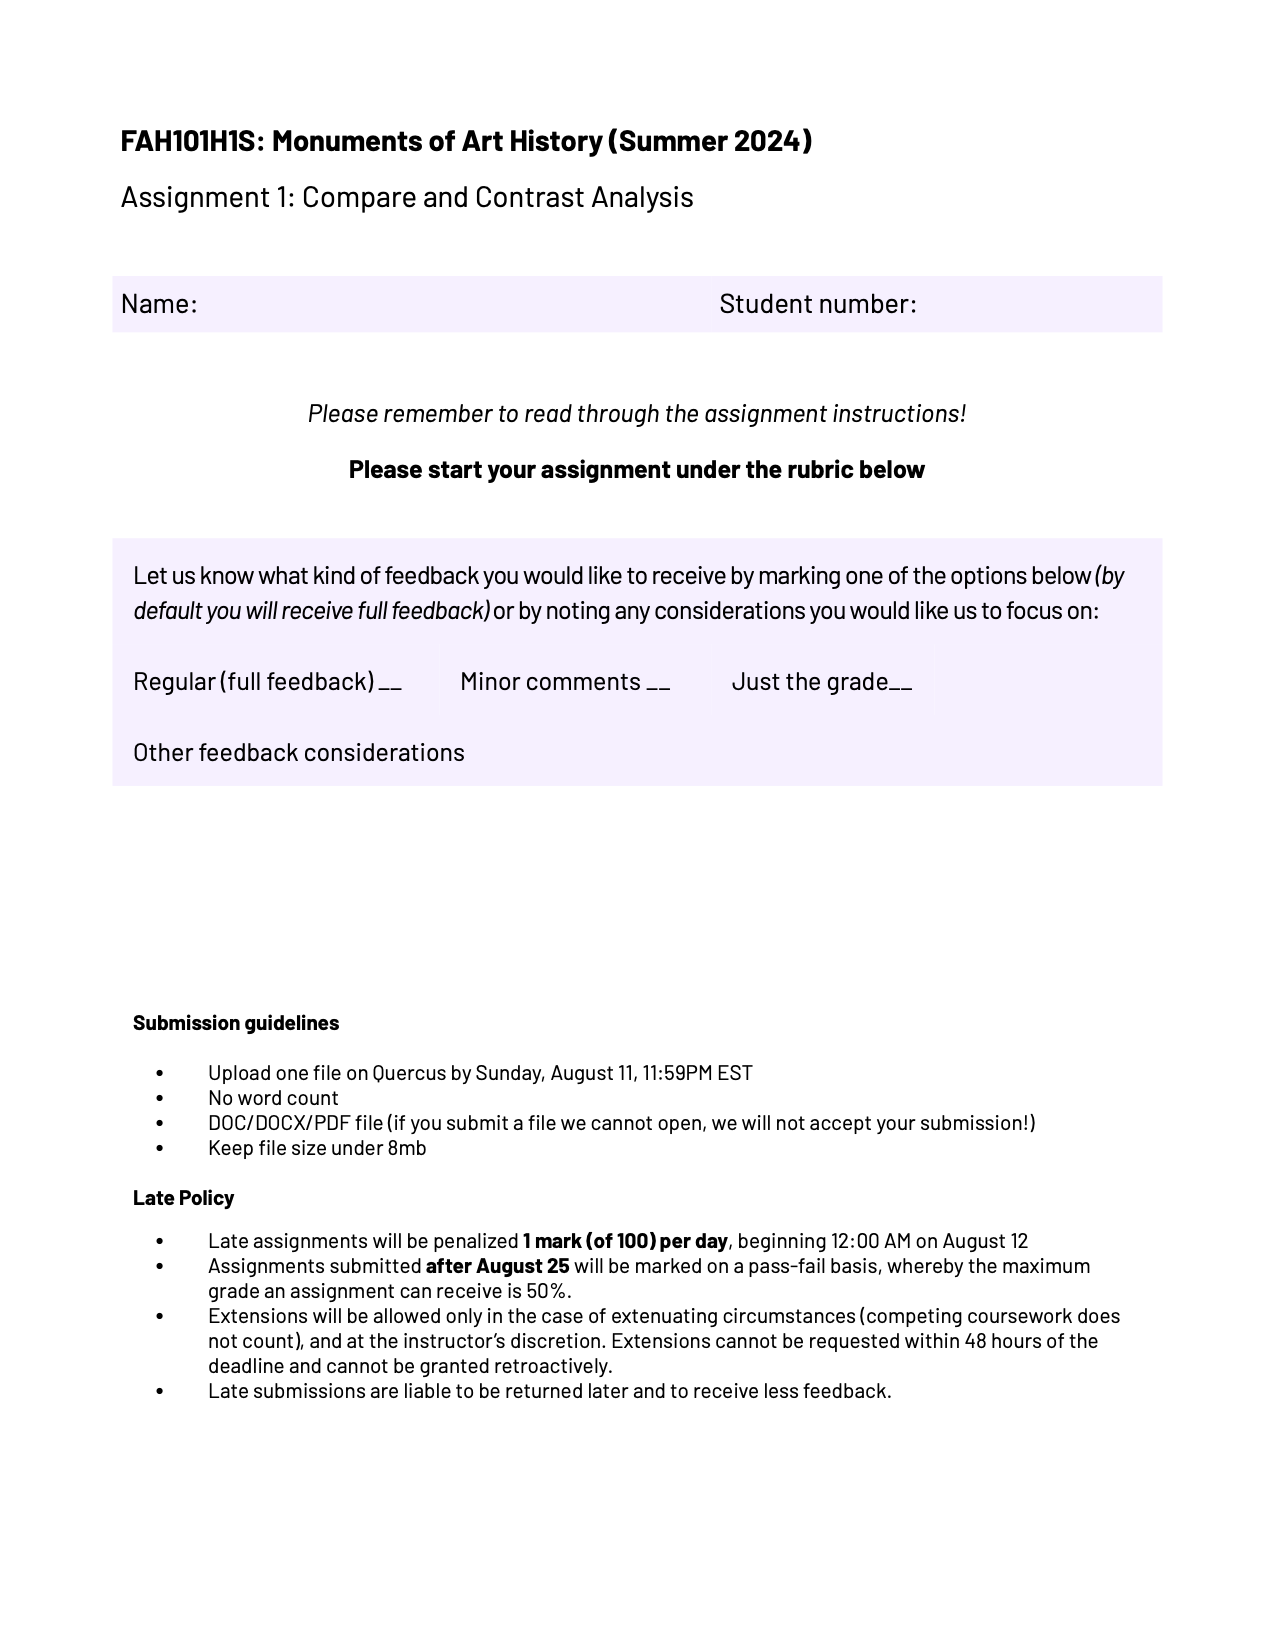 FAH101H1S: Monuments of Art History (Summer 2024)
Assignment 1: Compare and Contrast Analysis
Name: Student number:
Please remember to read through the assignment instructions!
Please start your assignment under the rubric below
Let us know what kind of feedback you would like to receive by marking one of the options below (by
default you will receive full feedback) or by noting any considerations you would like us to focus on:
Regular (full feedback) __ Minor comments __ Just the grade__
Other feedback considerations
Submission guidelines
• Upload one file on Quercus by Sunday, August 11, 11:59PM EST
• No word count
• DOC/DOCX/PDF file (if you submit a file we cannot open, we will not accept your submission!)
• Keep file size under 8mb
Late Policy
• Late assignments will be penalized 1 mark (of 100) per day, beginning 12:00 AM on August 12
• Assignments submitted after August 25 will be marked on a pass-fail basis, whereby the maximum
grade an assignment can receive is 50%.
• Extensions will be allowed only in the case of extenuating circumstances (competing coursework does
not count), and at the instructor’s discretion. Extensions cannot be requested within 48 hours of the
deadline and cannot be granted retroactively.
• Late submissions are liable to be returned later and to receive less feedback.